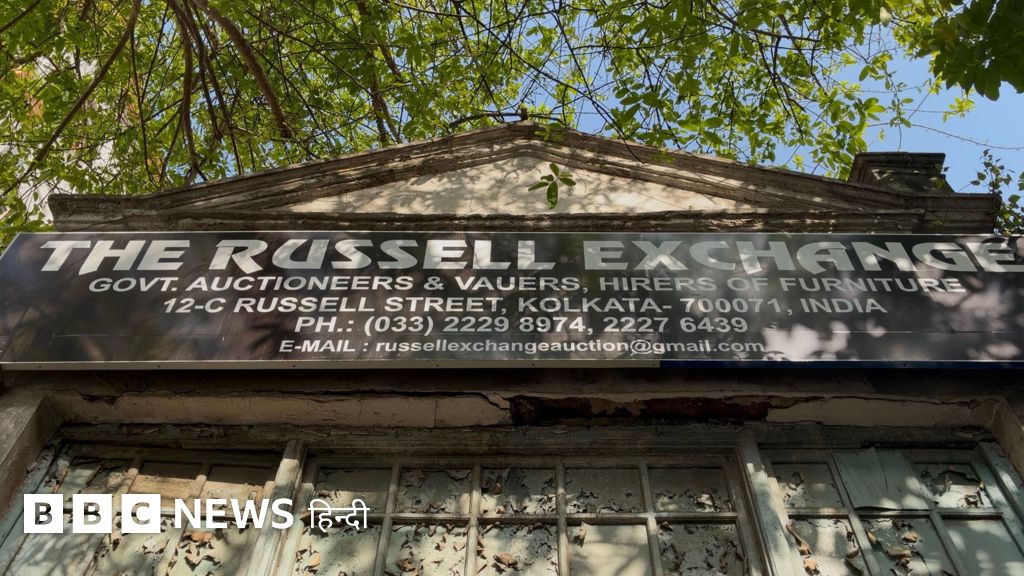 THE RUSSELL EXCHANGE
GOVT. AUCTIONEERS & VAUERS, HIRERS OF FURNITURE
12-C RUSSELL STREET, KOLKATA- 700071, INDIA
PH.: (033) 2229 8974, 2227 6439
E-MAIL : russellexchangeauction@gmail.com
BBC NEWS हिन्दी